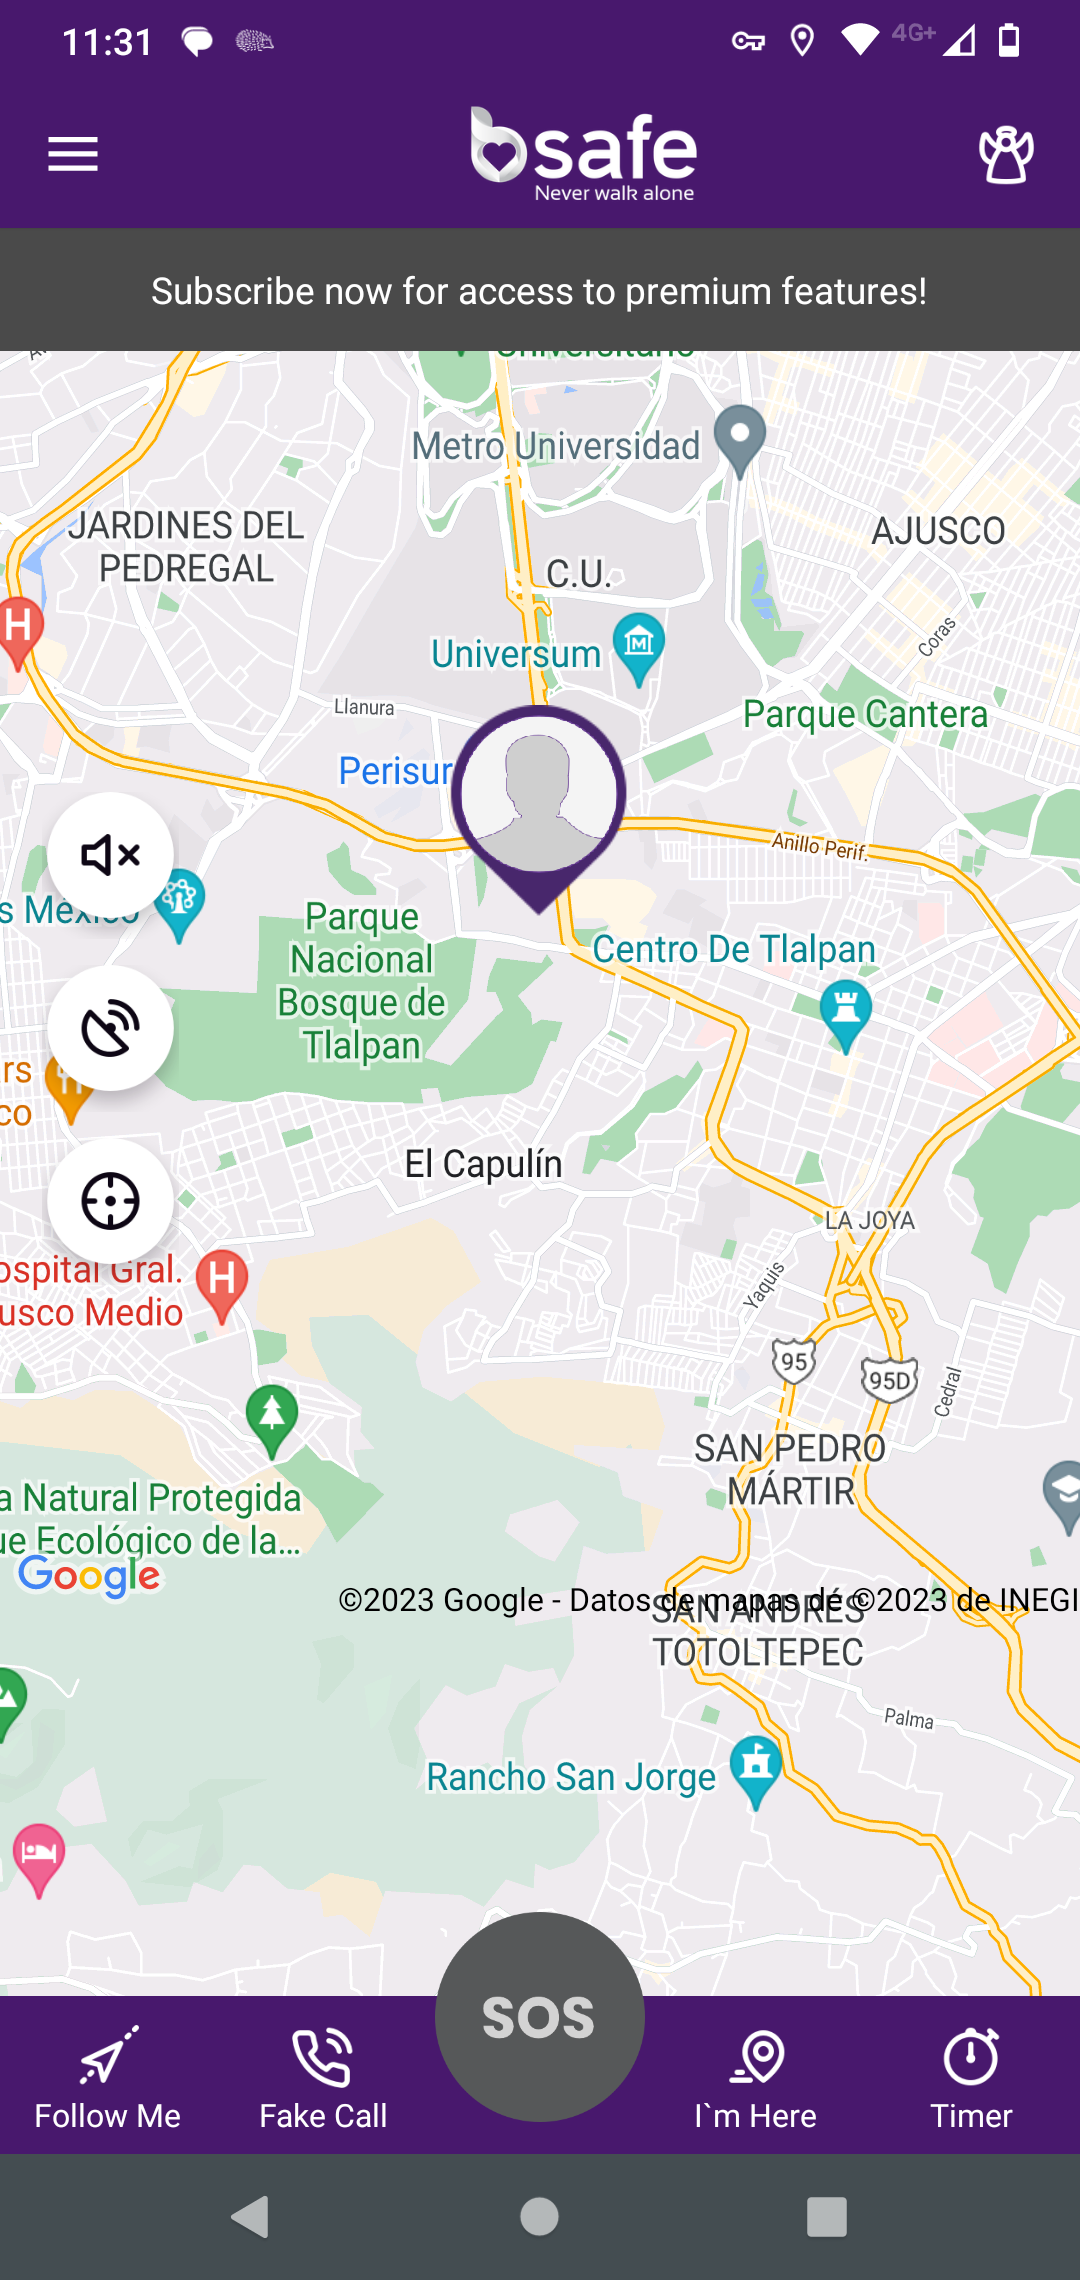 11:31
4G+
bsafe
Never walk alone
Subscribe now for access to premium features!
Metro Universidad
JARDINES DEL
PEDREGAL
AJUSCO
C.U.
H
Coras
Universum
Llanura
Parque Cantera
Perisur
Anillo Perif.
s México
Parque
Nacional
Bosque de
Tlalpan
Centro De Tlalpan
rs
co
El Capulín
LA JOYA
ospital Gral.
usco Medio
H
Yaquis
95
95D
Cedral
SAN PEDRO
MÁRTIR
a Natural Protegida
ue Ecológico de la...
Google
©2023 Google - Datos de mapas de ©2023 de INEGI
SAN ANDRÉS
TOTOLTEPEC
Palma
Rancho San Jorge
SOS
Follow Me
Fake Call
I`m Here
Timer